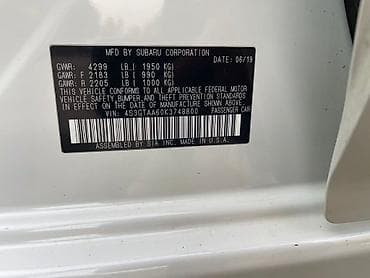 MFD BY SUBARU CORPORATION
GVWR: 4299 LB ( 1950 KG) DATE: 06/19
GAWR: F 2183 LB ( 990 KG)
GAWR: R 2205 LB ( 1000 KG)
THIS VEHICLE CONFORMS TO ALL APPLICABLE FEDERAL MOTOR
VEHICLE SAFETY, BUMPER AND THEFT PREVENTION STANDARDS
IN EFFECT ON THE DATE OF MANUFACTURE SHOWN ABOVE.
VIN: 4S3GTAA60K3748800 PASSENGER CAR
ASSEMBLED BY SIA INC. MADE IN U.S.A.